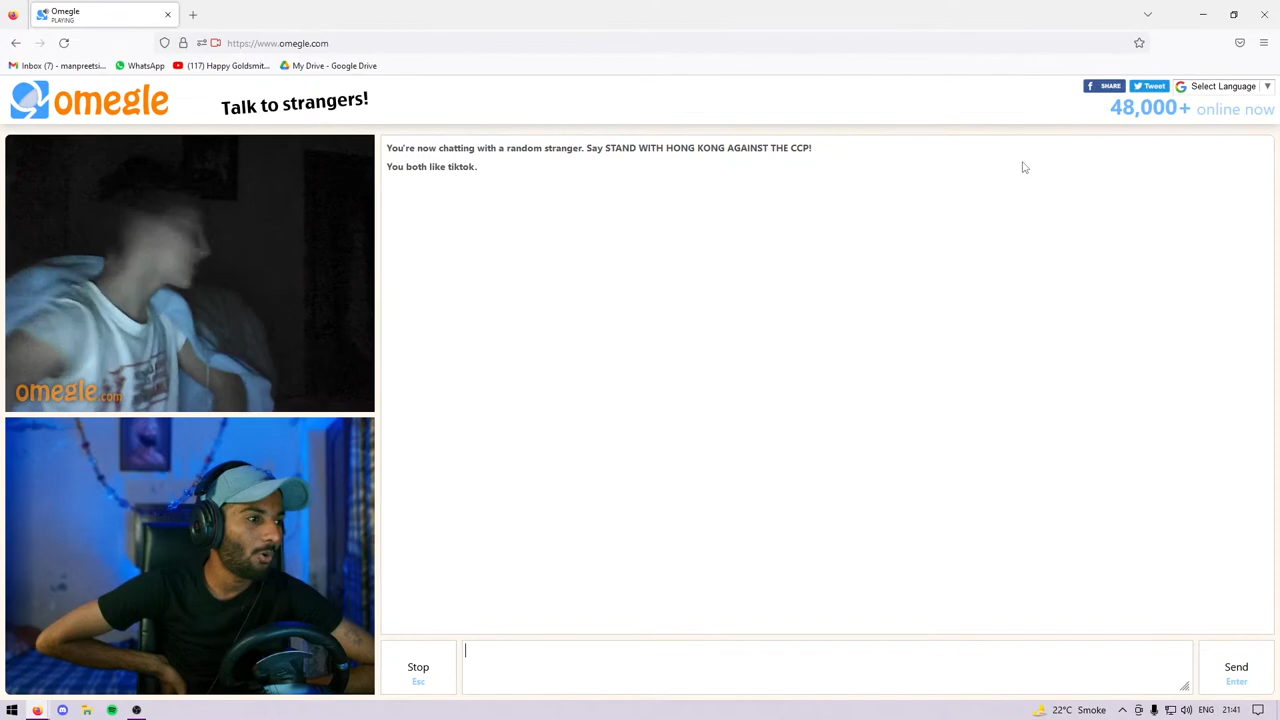 Omegle
PLAYING
https://www.omegle.com
Inbox (7) - manpreetsi...
WhatsApp
(117) Happy Goldsmit...
My Drive - Google Drive
omegle
Talk to strangers!
SHARE
Tweet
Select Language
48,000+ online now
You're now chatting with a random stranger. Say STAND WITH HONG KONG AGAINST THE CCP!
You both like tiktok.
omegle.com
Stop
Esc
Send
Enter
22°C Smoke
ENG
21:41